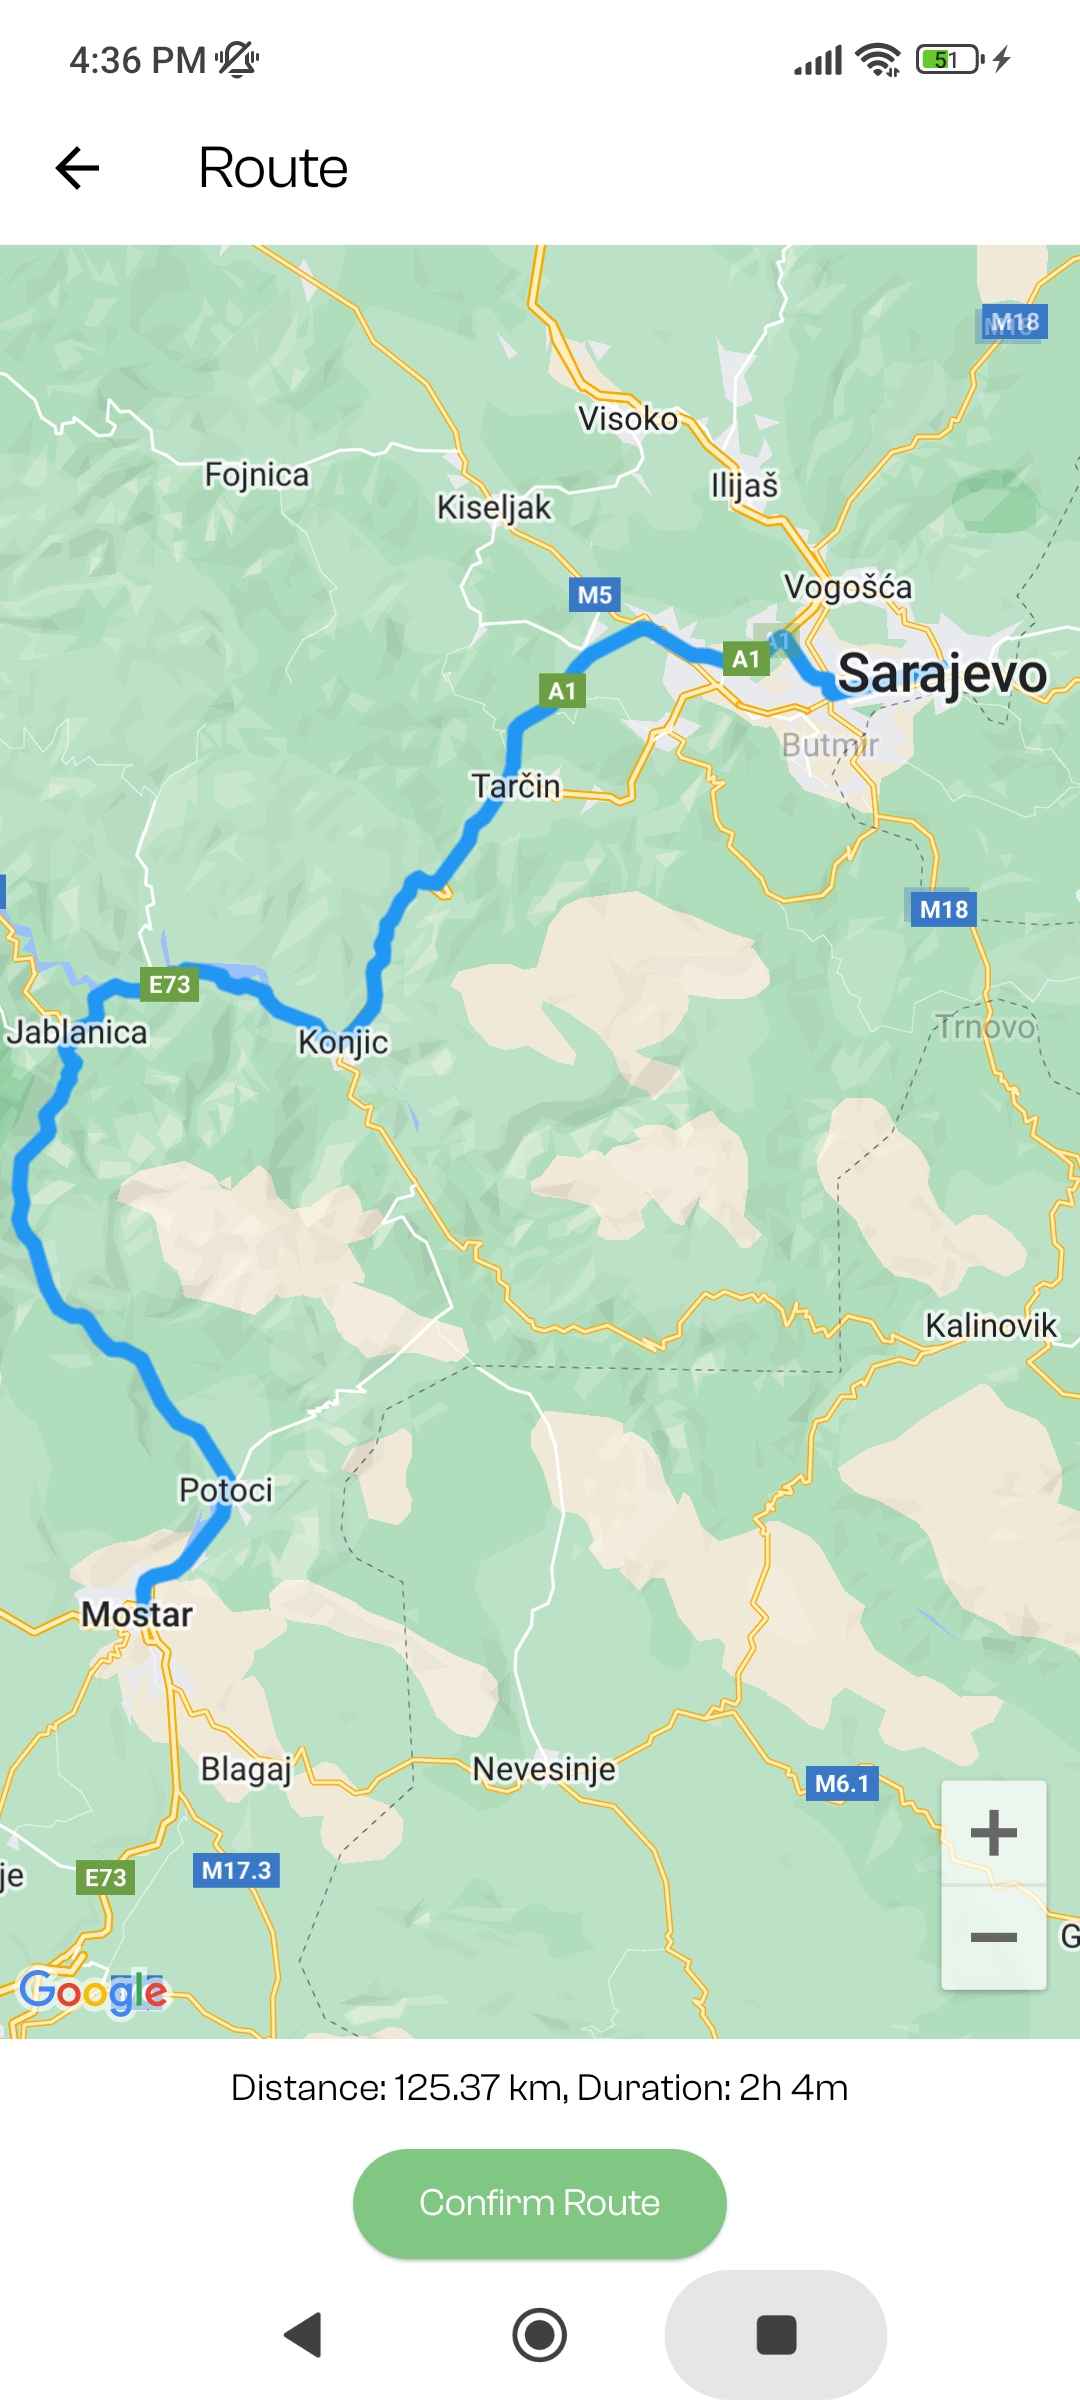 4:36 PM
51
Route
M18
Visoko
Fojnica
Ilijaš
Kiseljak
Vogošća
M5
A1
A1
Sarajevo
A1
Butmir
Tarčin
M18
E73
Trnovo
Jablanica
Konjic
Kalinovik
Potoci
Mostar
Blagaj
Nevesinje
M6.1
je
E73
M17.3
G
Google
Distance: 125.37 km, Duration: 2h 4m
Confirm Route